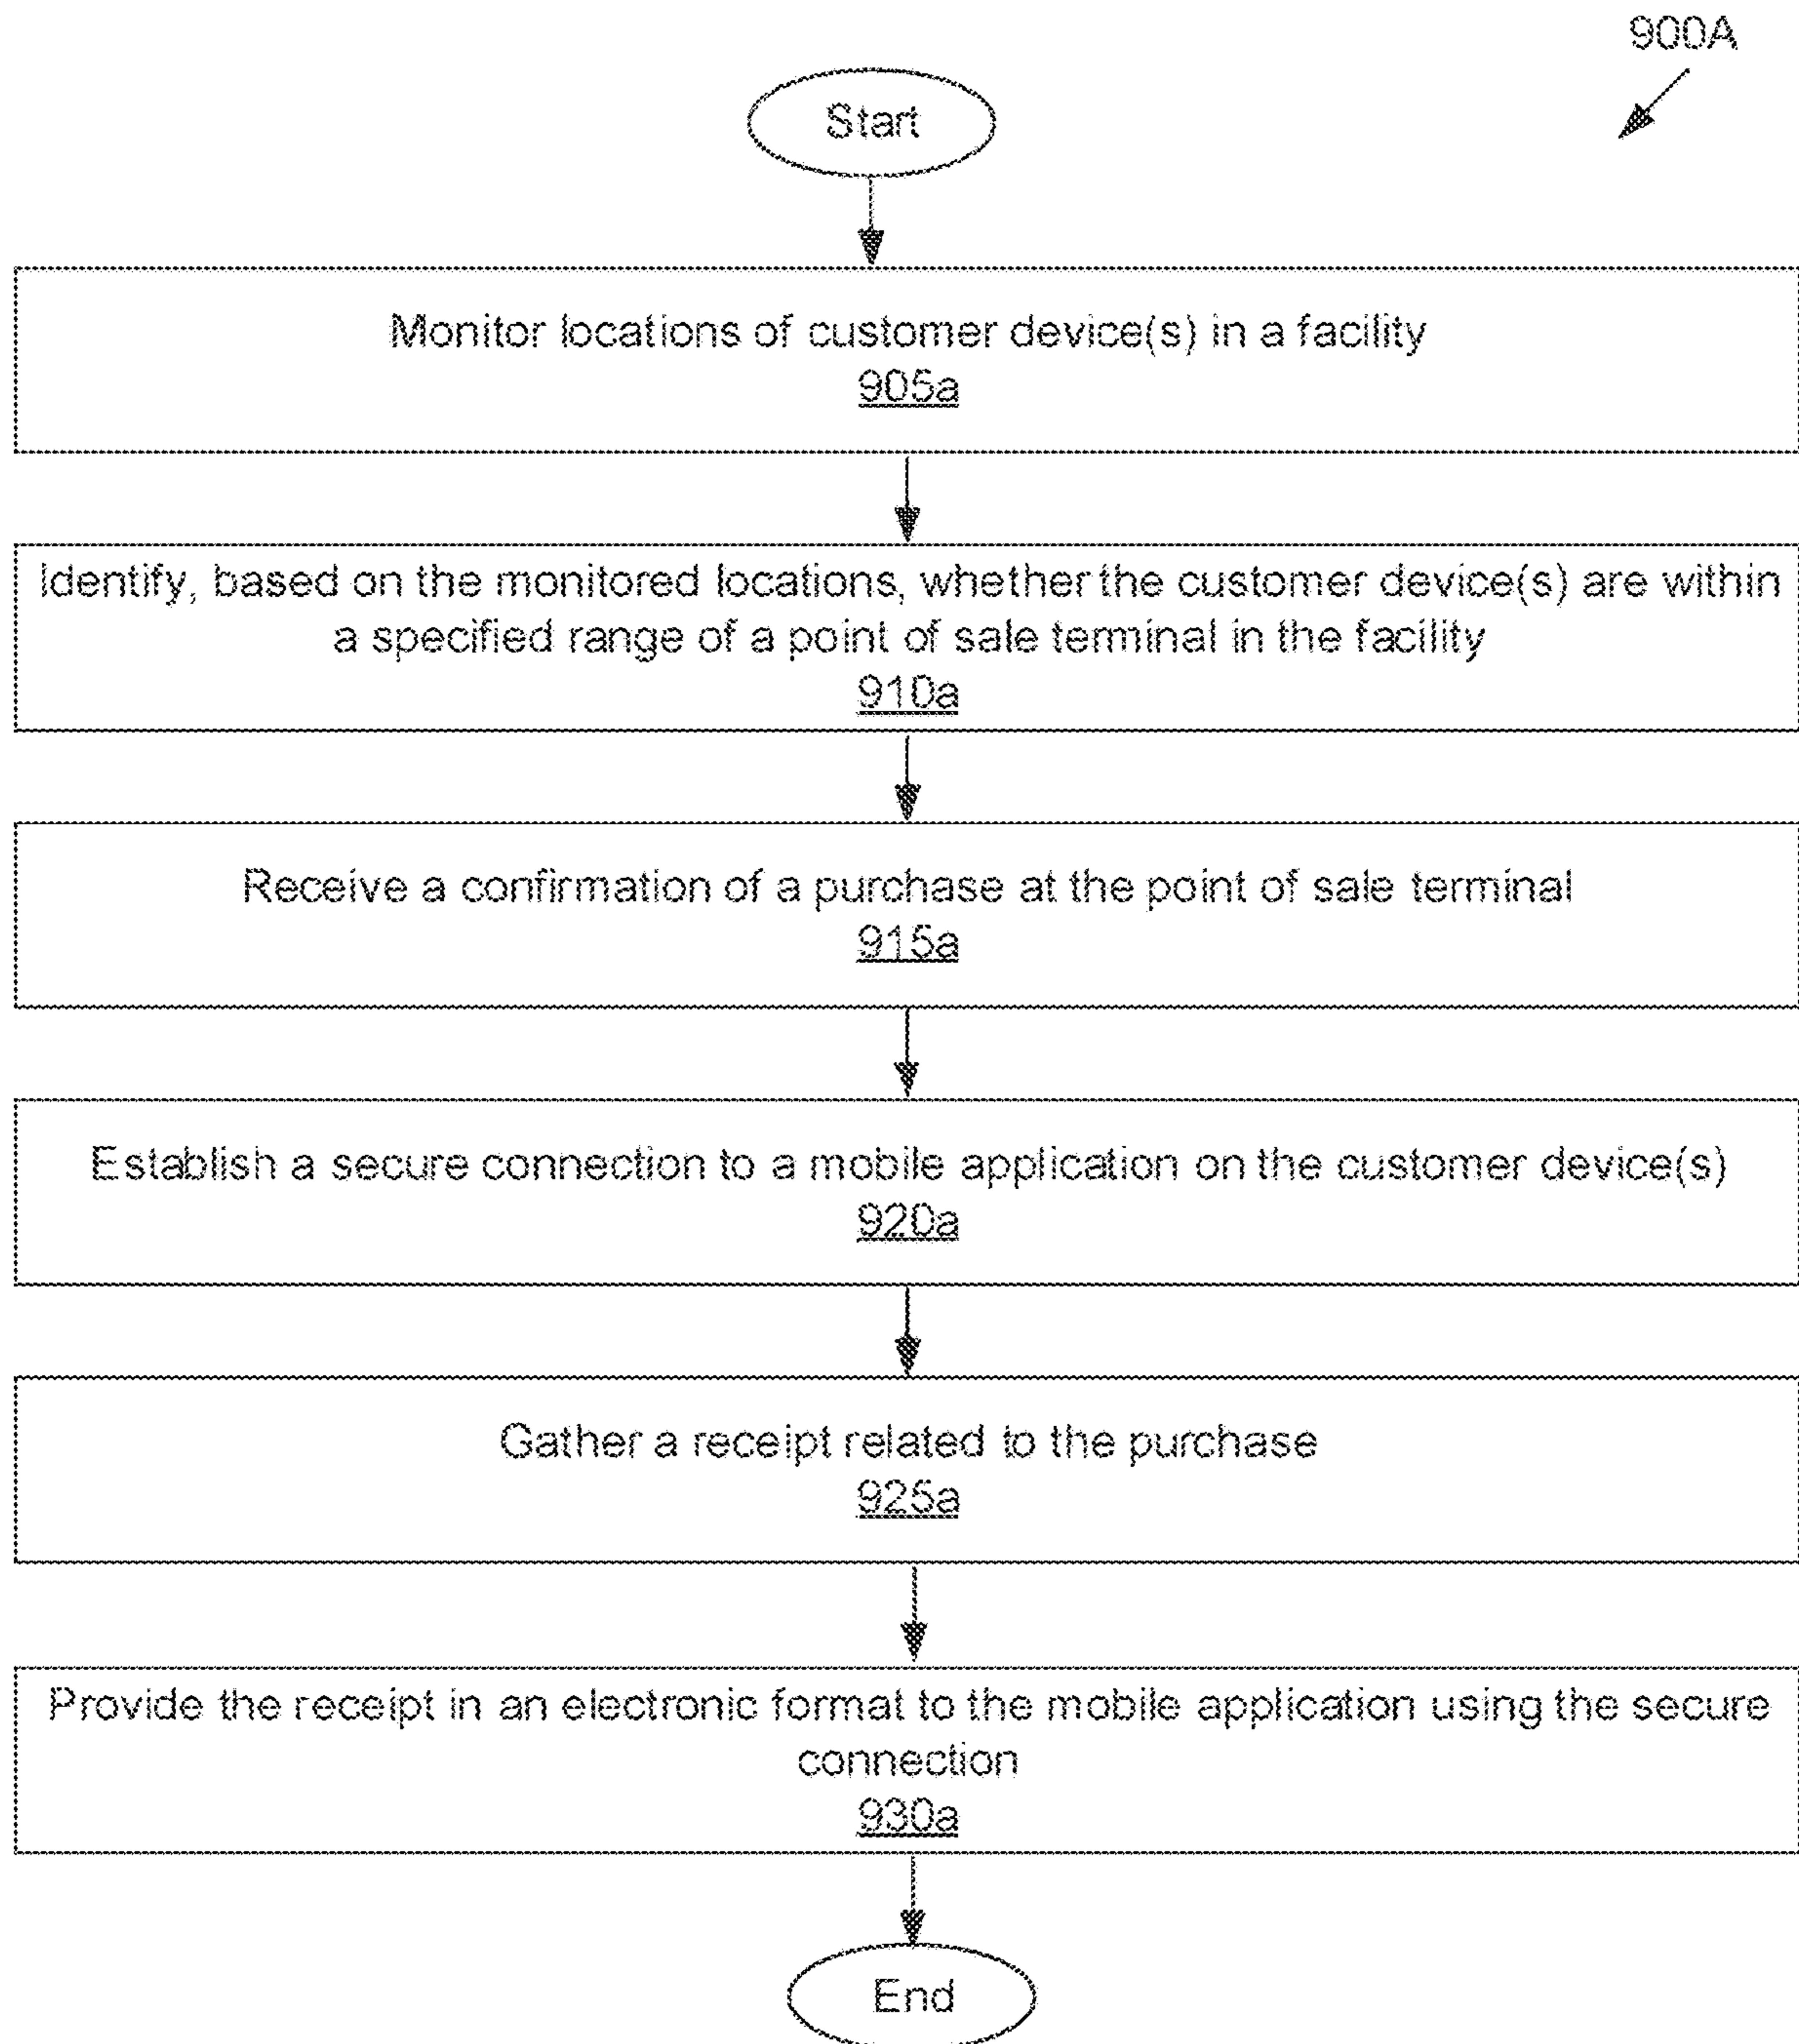 900A
Start
Monitor locations of customer device(s) in a facility
905a
Identify, based on the monitored locations, whether the customer device(s) are within
a specified range of a point of sale terminal in the facility
910a
Receive a confirmation of a purchase at the point of sale terminal
915a
Establish a secure connection to a mobile application on the customer device(s)
920a
Gather a receipt related to the purchase
925a
Provide the receipt in an electronic format to the mobile application using the secure
connection
930a
End